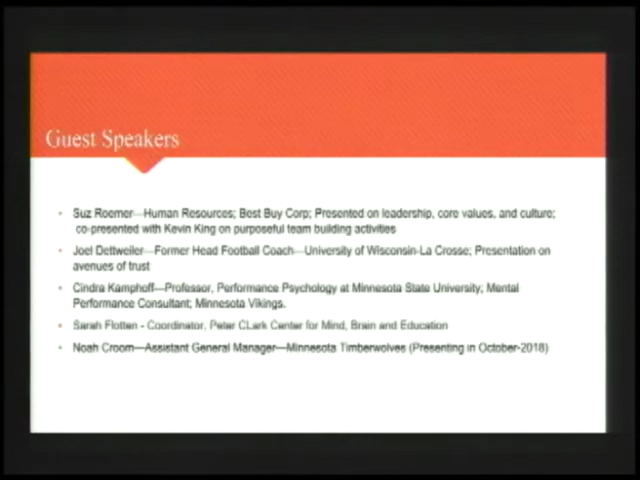 Guest Speakers
Suz Roemer—Human Resources; Best Buy Corp; Presented on leadership, core values, and culture;
co-presented with Kevin King on purposeful team building activities
Joel Dettweiler—Former Head Football Coach—University of Wisconsin-La Crosse; Presentation on
avenues of trust
Cindra Kamphoff—Professor, Performance Psychology at Minnesota State University; Mental
Performance Consultant; Minnesota Vikings.
Sarah Flotten - Coordinator, Peter CLark Center for Mind, Brain and Education
Noah Croom—Assistant General Manager—Minnesota Timberwolves (Presenting in October-2018)